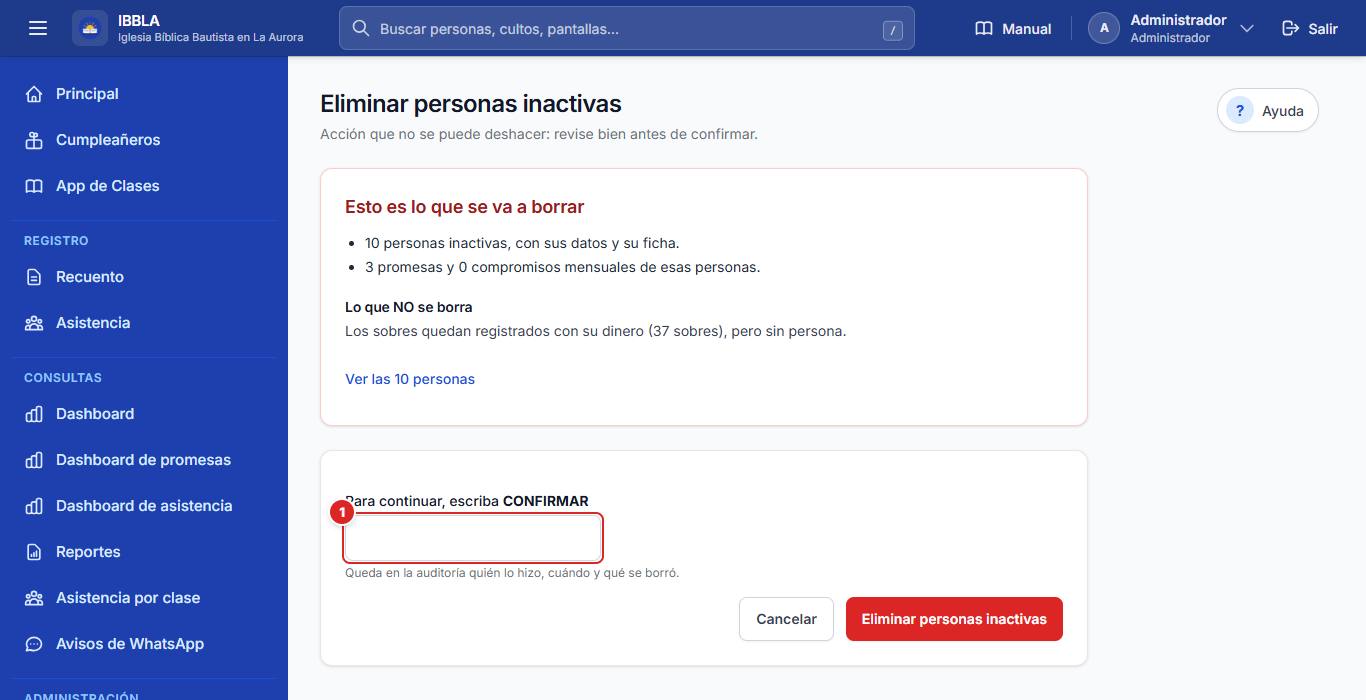 IBBLA
Iglesia Bíblica Bautista en La Aurora
Buscar personas, cultos, pantallas...
/
Manual
A
Administrador
Administrador
Salir
Principal
Cumpleañeros
App de Clases
REGISTRO
Recuento
Asistencia
CONSULTAS
Dashboard
Dashboard de promesas
Dashboard de asistencia
Reportes
Asistencia por clase
Avisos de WhatsApp
ADMINISTRACIÓN
Eliminar personas inactivas
Acción que no se puede deshacer: revise bien antes de confirmar.
? Ayuda
Esto es lo que se va a borrar
• 10 personas inactivas, con sus datos y su ficha.
• 3 promesas y 0 compromisos mensuales de esas personas.
Lo que NO se borra
Los sobres quedan registrados con su dinero (37 sobres), pero sin persona.
Ver las 10 personas
Para continuar, escriba CONFIRMAR
1
Queda en la auditoría quién lo hizo, cuándo y qué se borró.
Cancelar
Eliminar personas inactivas